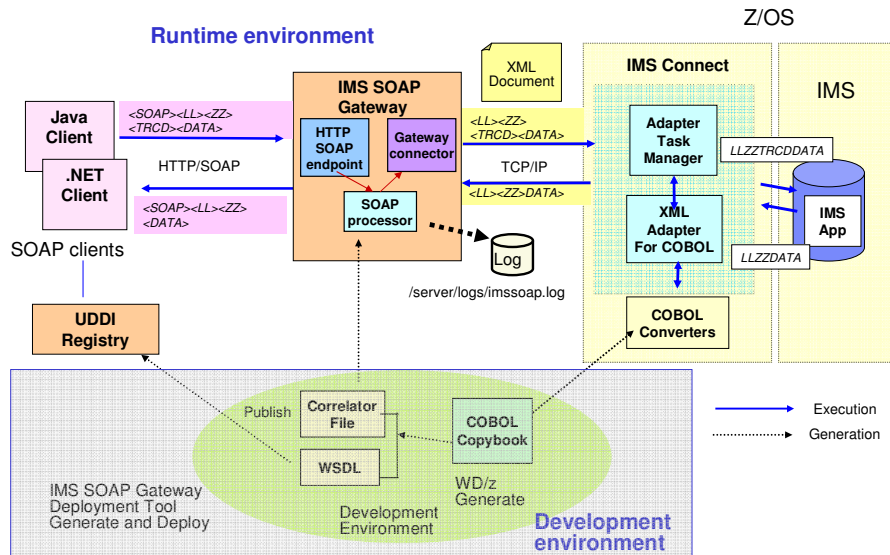 Z/OS
Runtime environment
XML
Document
IMS Connect
IMS
IMS SOAP
Gateway
Java
Client
.NET
Client
SOAP clients
<SOAP><LL><ZZ>
<TRCD><DATA>
HTTP/SOAP
<SOAP><LL><ZZ>
<DATA>
HTTP
SOAP
endpoint
Gateway
connector
SOAP
processor
<LL><ZZ>
<TRCD><DATA>
TCP/IP
<LL><ZZ>DATA>
Adapter
Task
Manager
LLZZTRCDDATA
XML
Adapter
For COBOL
IMS
App
LLZZDATA
Log
/server/logs/imssoap.log
UDDI
Registry
COBOL
Converters
Publish
Correlator
File
WSDL
COBOL
Copybook
WD/z
Generate
IMS SOAP Gateway
Deployment Tool
Generate and Deploy
Development
Environment
Development
environment
Execution
Generation